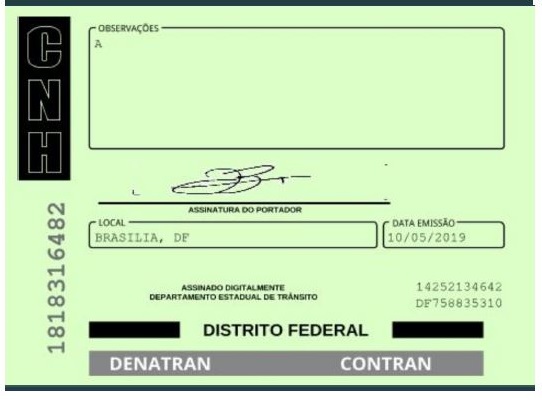 CNH
OBSERVAÇÕES
A
ASSINATURA DO PORTADOR
LOCAL
BRASILIA, DF
DATA EMISSÃO
10/05/2019
1818316482
ASSINADO DIGITALMENTE
DEPARTAMENTO ESTADUAL DE TRÂNSITO
14252134642
DF758835310
DISTRITO FEDERAL
DENATRAN CONTRAN